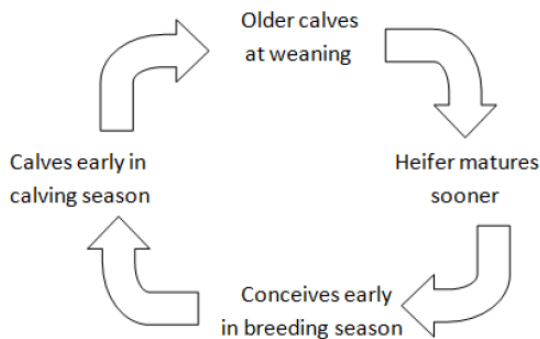 Older calves
at weaning
Heifer matures
sooner
Conceives early
in breeding season
Calves early in
calving season